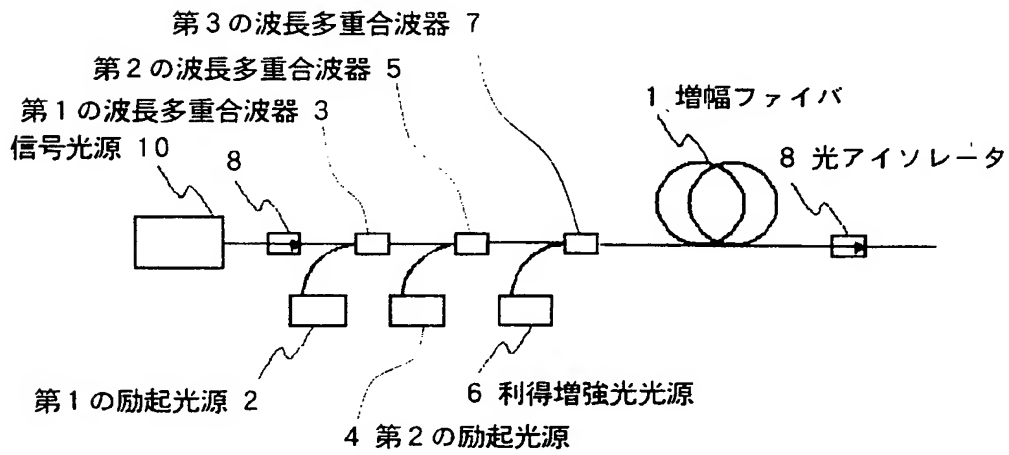 第3の波長多重合波器 7
第2の波長多重合波器 5
第1の波長多重合波器 3
信号光源 10
8
1 増幅ファイバ
8 光アイソレータ
第1の励起光源 2
4 第2の励起光源
6 利得増強光光源